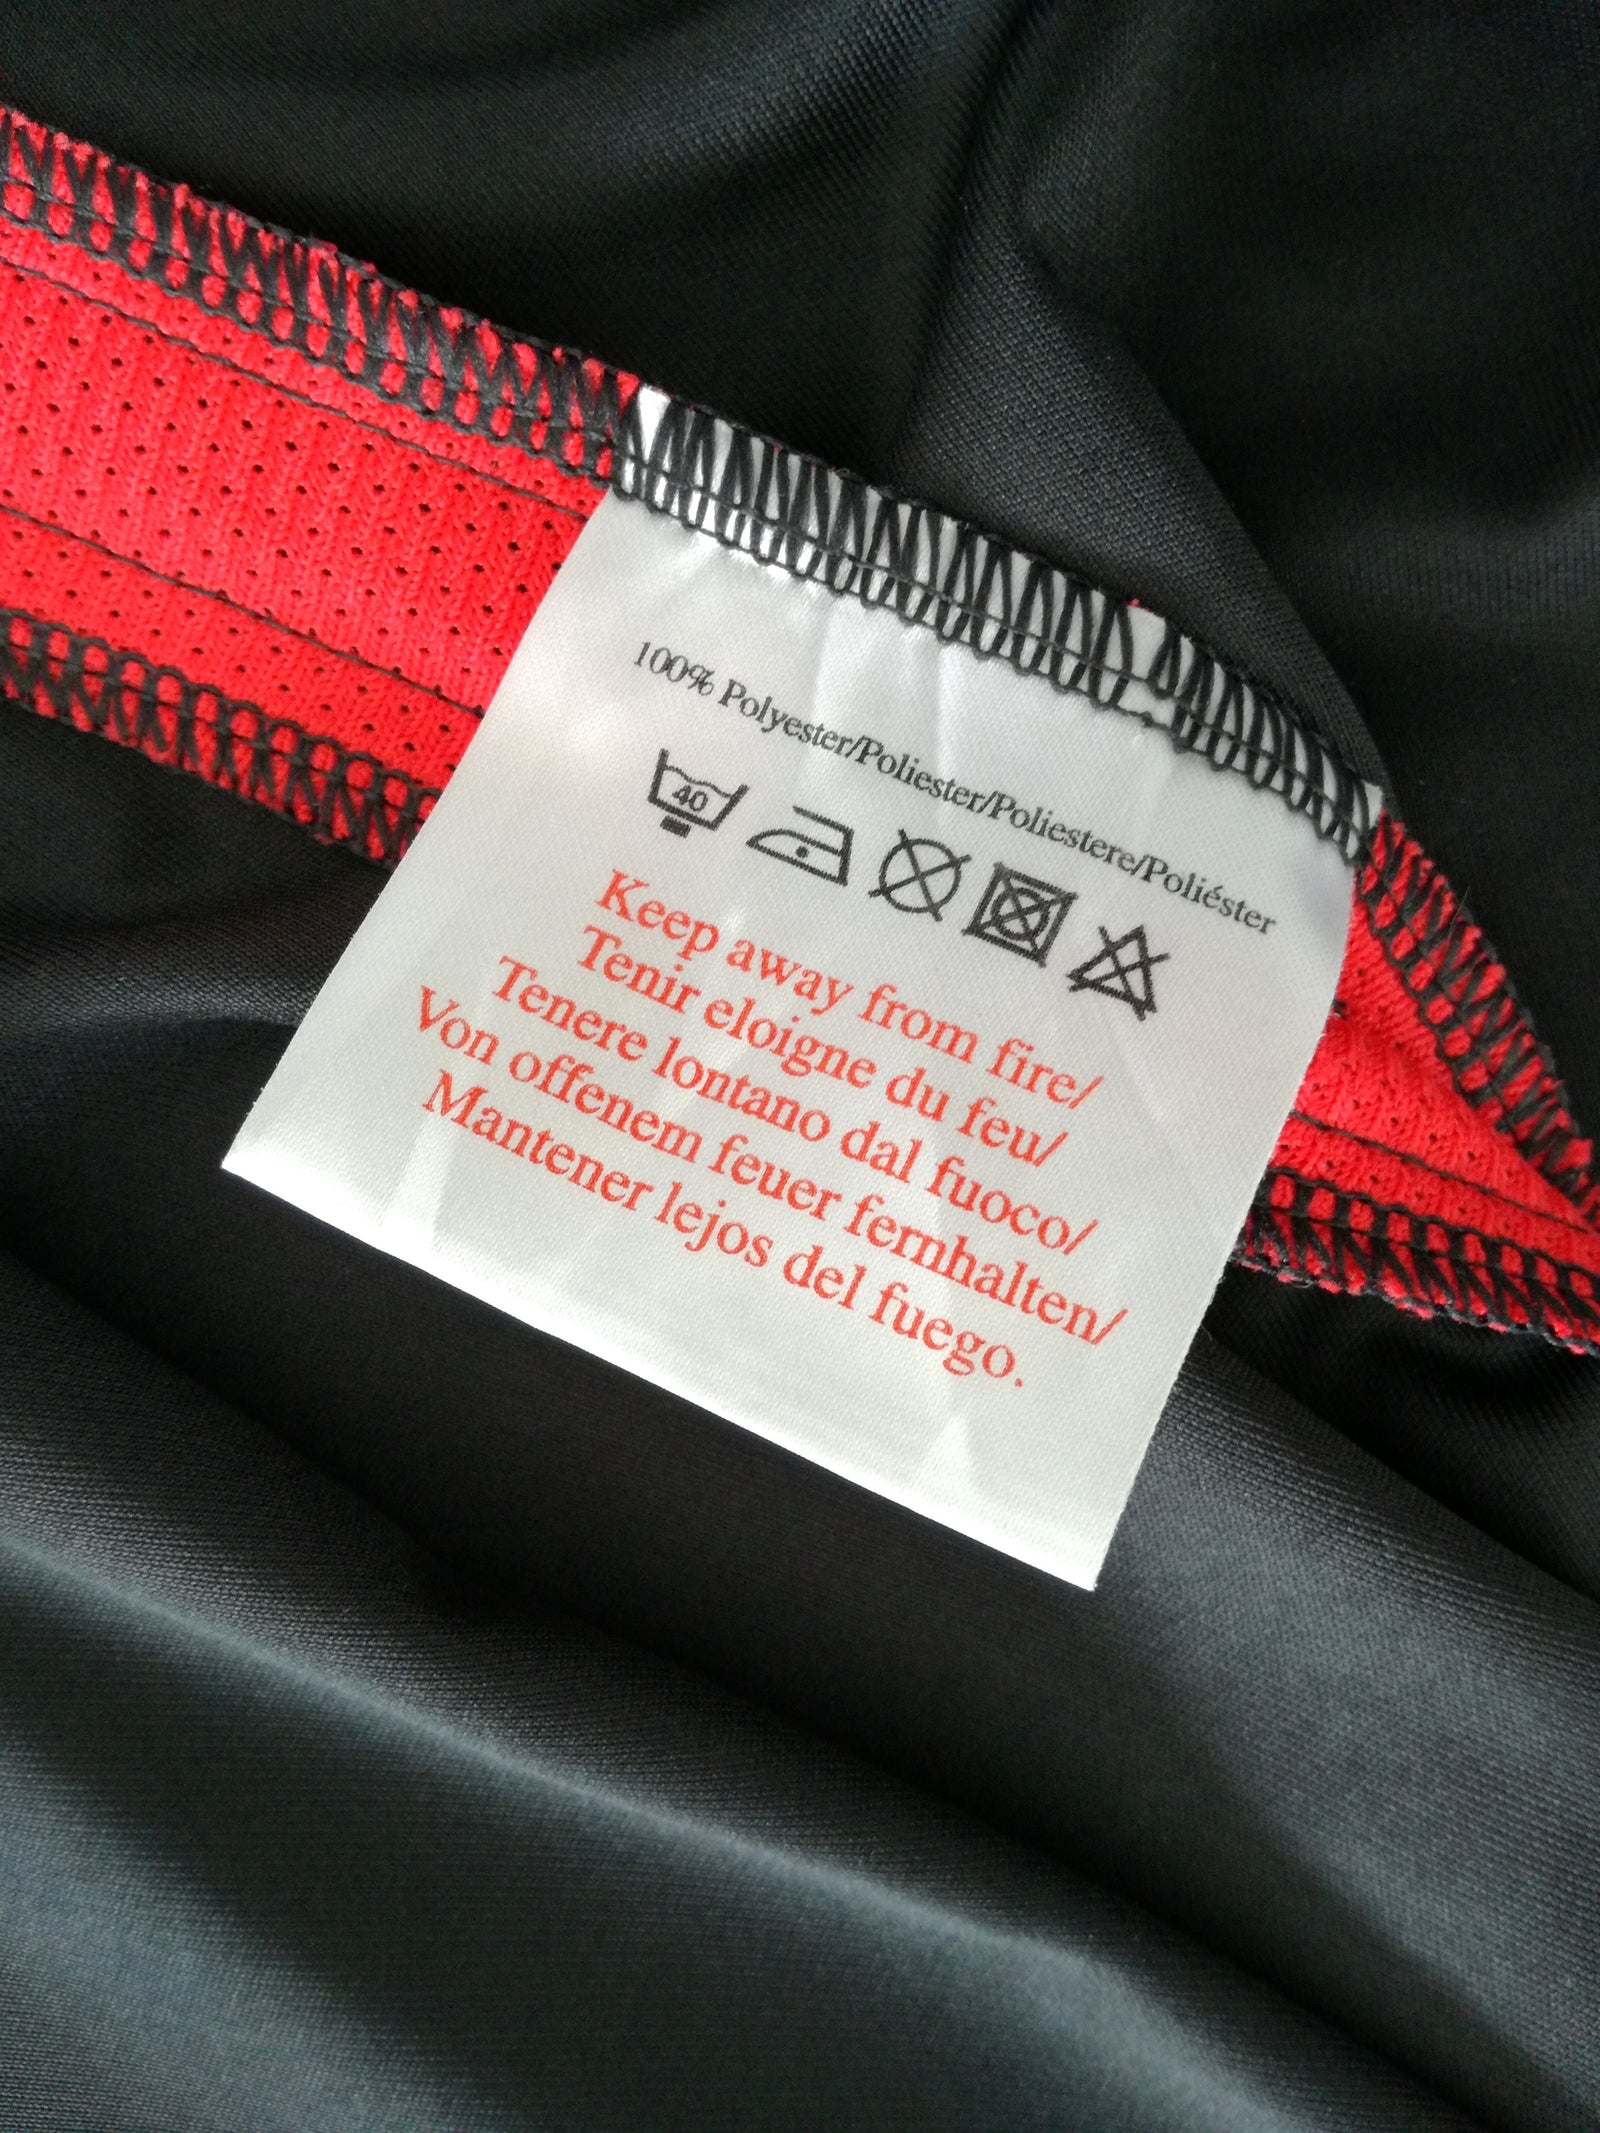 100% Polyester/Poliester/Poliestere/Poliéster
40
Keep away from fire/
Tenir eloigne du feu/
Tenere lontano dal fuoco/
Von offenem feuer fernhalten/
Mantener lejos del fuego.